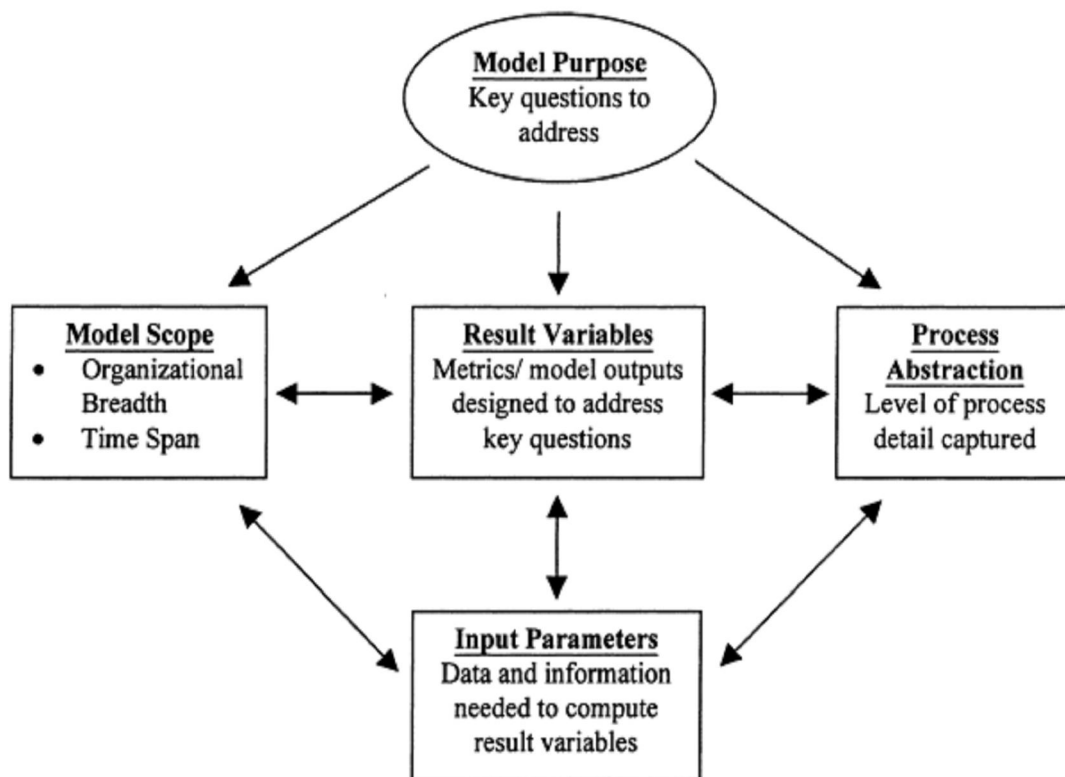 Model Purpose
Key questions to
address
Model Scope
• Organizational
Breadth
• Time Span
Result Variables
Metrics/ model outputs
designed to address
key questions
Process
Abstraction
Level of process
detail captured
Input Parameters
Data and information
needed to compute
result variables